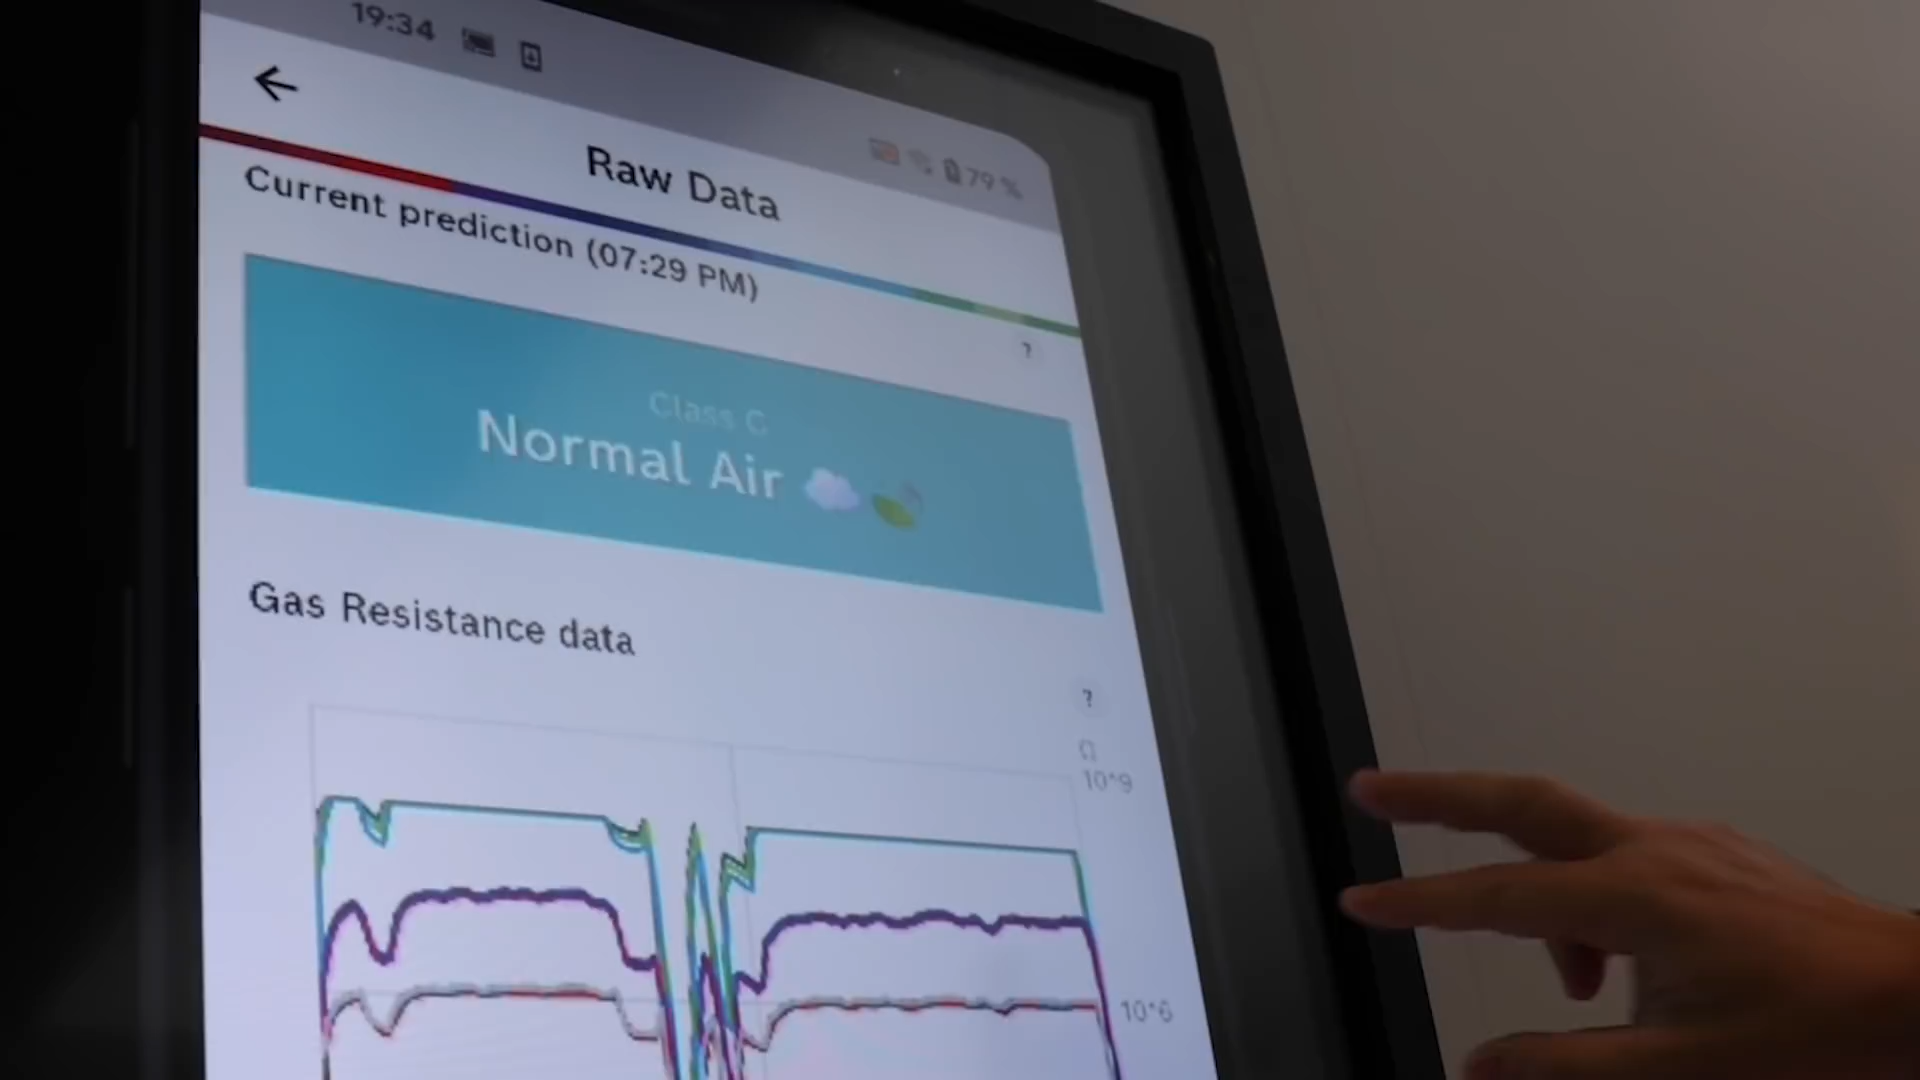 19:34
79 %
Raw Data
Current prediction (07:29 PM)
?
Class C
Normal Air
Gas Resistance data
?
Ω
10^9
10^6